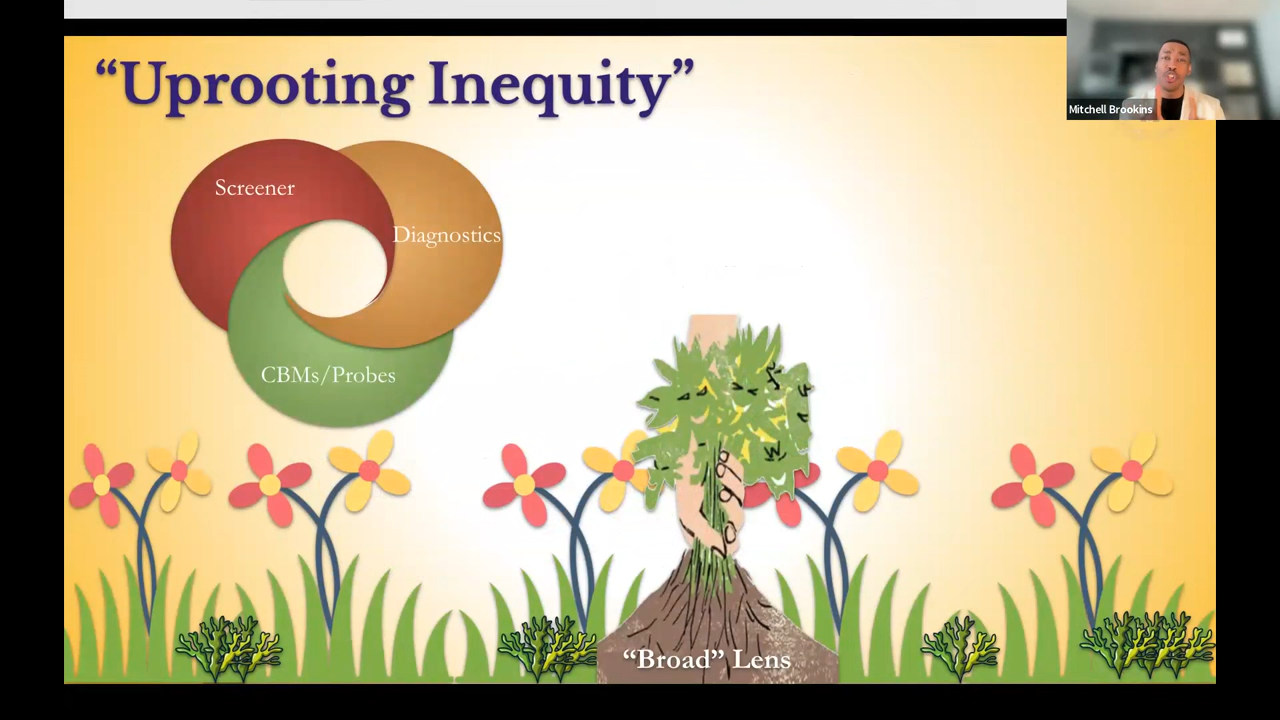 “Uprooting Inequity”
Mitchell Brookins
Screener
Diagnostics
CBMs/Probes
W
“Broad” Lens